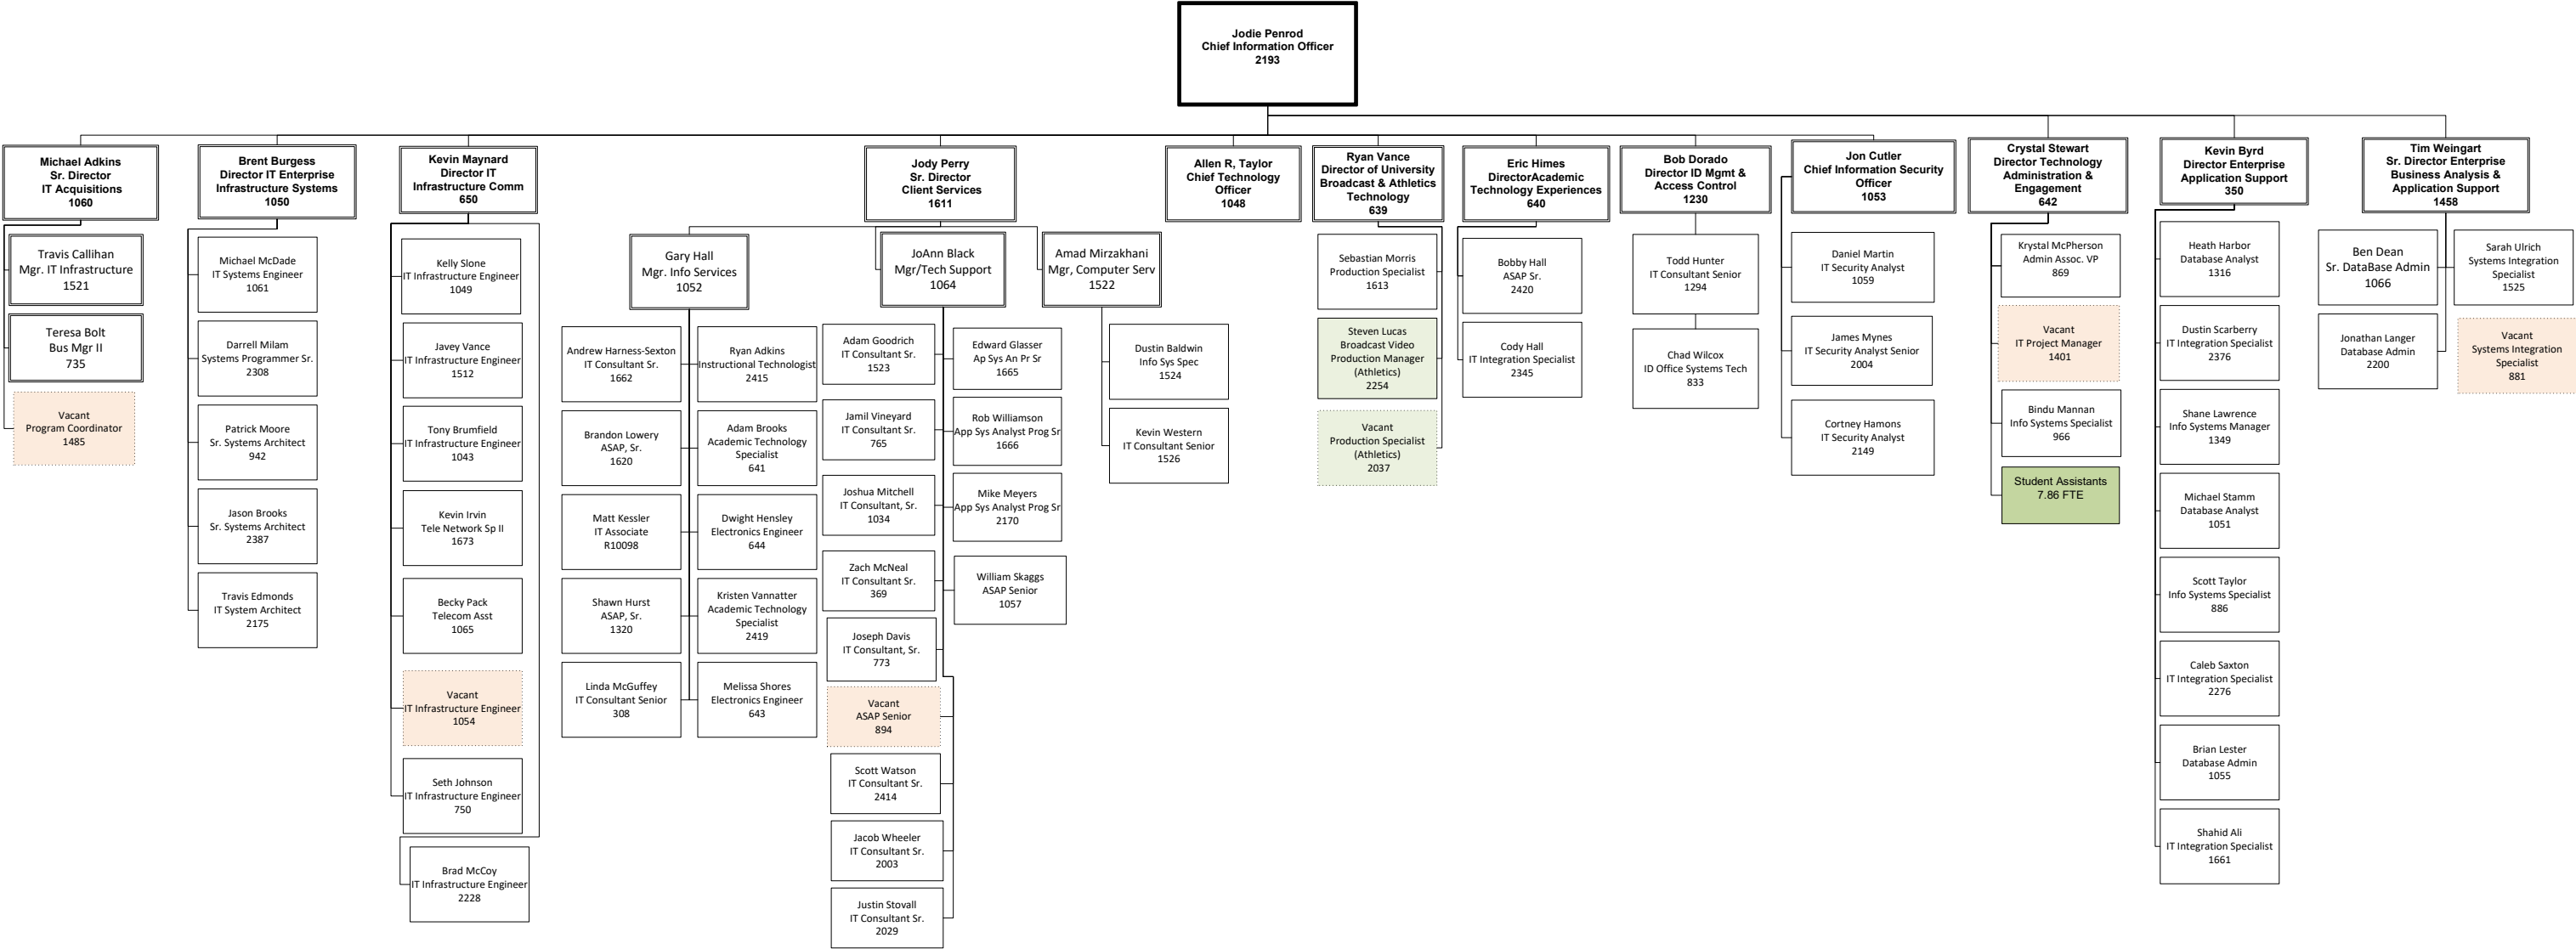 Jodie Penrod
Chief Information Officer
2193
Michael Adkins
Sr. Director
IT Acquisitions
1060
Travis Callihan
Mgr. IT Infrastructure
1521
Teresa Bolt
Bus Mgr II
735
Vacant
Program Coordinator
1485
Brent Burgess
Director IT Enterprise
Infrastructure Systems
1050
Michael McDade
IT Systems Engineer
1061
Darrell Milam
Systems Programmer Sr.
2308
Patrick Moore
Sr. Systems Architect
942
Jason Brooks
Sr. Systems Architect
2387
Travis Edmonds
IT System Architect
2175
Kevin Maynard
Director IT
Infrastructure Comm
650
Kelly Slone
IT Infrastructure Engineer
1049
Javey Vance
IT Infrastructure Engineer
1512
Tony Brumfield
IT Infrastructure Engineer
1043
Kevin Irvin
Tele Network Sp II
1673
Becky Pack
Telecom Asst
1065
Vacant
IT Infrastructure Engineer
1054
Seth Johnson
IT Infrastructure Engineer
750
Brad McCoy
IT Infrastructure Engineer
2228
Jody Perry
Sr. Director
Client Services
1611
Gary Hall
Mgr. Info Services
1052
Andrew Harness-Sexton
IT Consultant Sr.
1662
Brandon Lowery
ASAP, Sr.
1620
Matt Kessler
IT Associate
R10098
Shawn Hurst
ASAP, Sr.
1320
Linda McGuffey
IT Consultant Senior
308
Ryan Adkins
Instructional Technologist
2415
Adam Brooks
Academic Technology
Specialist
641
Dwight Hensley
Electronics Engineer
644
Kristen Vannatter
Academic Technology
Specialist
2419
Melissa Shores
Electronics Engineer
643
JoAnn Black
Mgr/Tech Support
1064
Adam Goodrich
IT Consultant Sr.
1523
Jamil Vineyard
IT Consultant Sr.
765
Joshua Mitchell
IT Consultant, Sr.
1034
Zach McNeal
IT Consultant Sr.
369
Joseph Davis
IT Consultant, Sr.
773
Vacant
ASAP Senior
894
Scott Watson
IT Consultant Sr.
2414
Jacob Wheeler
IT Consultant Sr.
2003
Justin Stovall
IT Consultant Sr.
2029
Edward Glasser
Ap Sys An Pr Sr
1665
Rob Williamson
App Sys Analyst Prog Sr
1666
Mike Meyers
App Sys Analyst Prog Sr
2170
William Skaggs
ASAP Senior
1057
Amad Mirzakhani
Mgr, Computer Serv
1522
Dustin Baldwin
Info Sys Spec
1524
Kevin Western
IT Consultant Senior
1526
Allen R, Taylor
Chief Technology
Officer
1048
Ryan Vance
Director of University
Broadcast & Athletics
Technology
639
Sebastian Morris
Production Specialist
1613
Steven Lucas
Broadcast Video
Production Manager
(Athletics)
2254
Vacant
Production Specialist
(Athletics)
2037
Eric Himes
DirectorAcademic
Technology Experiences
640
Bobby Hall
ASAP Sr.
2420
Cody Hall
IT Integration Specialist
2345
Bob Dorado
Director ID Mgmt &
Access Control
1230
Todd Hunter
IT Consultant Senior
1294
Chad Wilcox
ID Office Systems Tech
833
Jon Cutler
Chief Information Security
Officer
1053
Daniel Martin
IT Security Analyst
1059
James Mynes
IT Security Analyst Senior
2004
Cortney Hamons
IT Security Analyst
2149
Crystal Stewart
Director Technology
Administration &
Engagement
642
Krystal McPherson
Admin Assoc. VP
869
Vacant
IT Project Manager
1401
Bindu Mannan
Info Systems Specialist
966
Student Assistants
7.86 FTE
Kevin Byrd
Director Enterprise
Application Support
350
Heath Harbor
Database Analyst
1316
Dustin Scarberry
IT Integration Specialist
2376
Shane Lawrence
Info Systems Manager
1349
Michael Stamm
Database Analyst
1051
Scott Taylor
Info Systems Specialist
886
Caleb Saxton
IT Integration Specialist
2276
Brian Lester
Database Admin
1055
Shahid Ali
IT Integration Specialist
1661
Tim Weingart
Sr. Director Enterprise
Business Analysis &
Application Support
1458
Ben Dean
Sr. DataBase Admin
1066
Jonathan Langer
Database Admin
2200
Sarah Ulrich
Systems Integration
Specialist
1525
Vacant
Systems Integration
Specialist
881